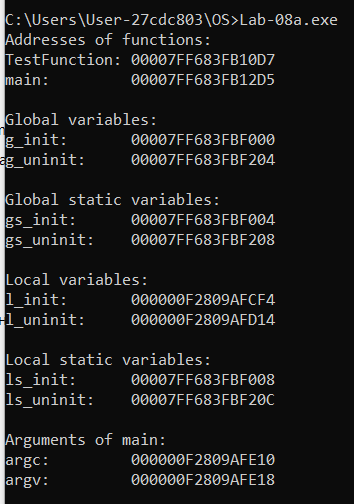 C:\Users\User-27cdc803\OS>Lab-08a.exe
Addresses of functions:
TestFunction: 00007FF683FB10D7
main: 00007FF683FB12D5
Global variables:
g_init: 00007FF683FBF000
g_uninit: 00007FF683FBF204
Global static variables:
gs_init: 00007FF683FBF004
gs_uninit: 00007FF683FBF208
Local variables:
l_init: 000000F2809AFCF4
l_uninit: 000000F2809AFD14
Local static variables:
ls_init: 00007FF683FBF008
ls_uninit: 00007FF683FBF20C
Arguments of main:
argc: 000000F2809AFE10
argv: 000000F2809AFE18